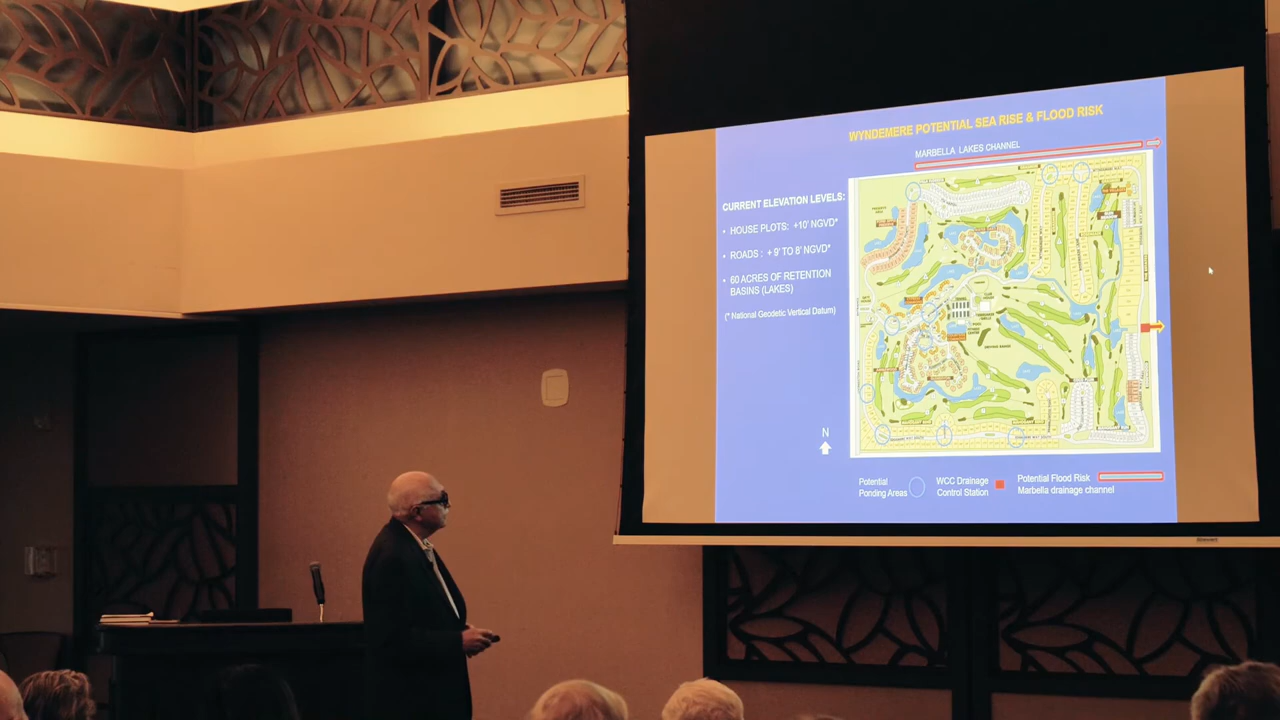 WYNDEMERE POTENTIAL SEA RISE & FLOOD RISK
MARBELLA LAKES CHANNEL
CURRENT ELEVATION LEVELS:
• HOUSE PLOTS: +10' NGVD*
• ROADS : +9' TO 8' NGVD*
• 60 ACRES OF RETENTION
BASINS (LAKES)
(* National Geodetic Vertical Datum)
N
Potential
Ponding Areas
WCC Drainage
Control Station
Potential Flood Risk
Marbella drainage channel